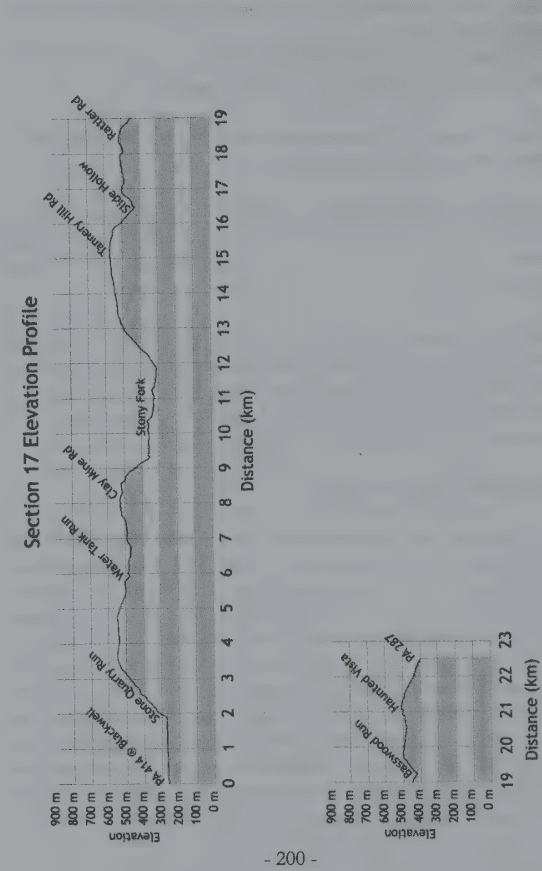 Section 17 Elevation Profile
900 m
800 m
700 m
600 m
500 m
400 m
300 m
200 m
100 m
0 m
Elevation
PA 414 @ Blackwell
Stone Quarry Run
Water Tank Run
Clay Mine Rd
Stony Fork
Tannery Hill Rd
Slide Hollow
Rattler Rd
0 1 2 3 4 5 6 7 8 9 10 11 12 13 14 15 16 17 18 19
Distance (km)
900 m
800 m
700 m
600 m
500 m
400 m
300 m
200 m
100 m
0 m
Elevation
Basswood Run
Haunted Vista
PA 287
19 20 21 22 23
Distance (km)
- 200 -